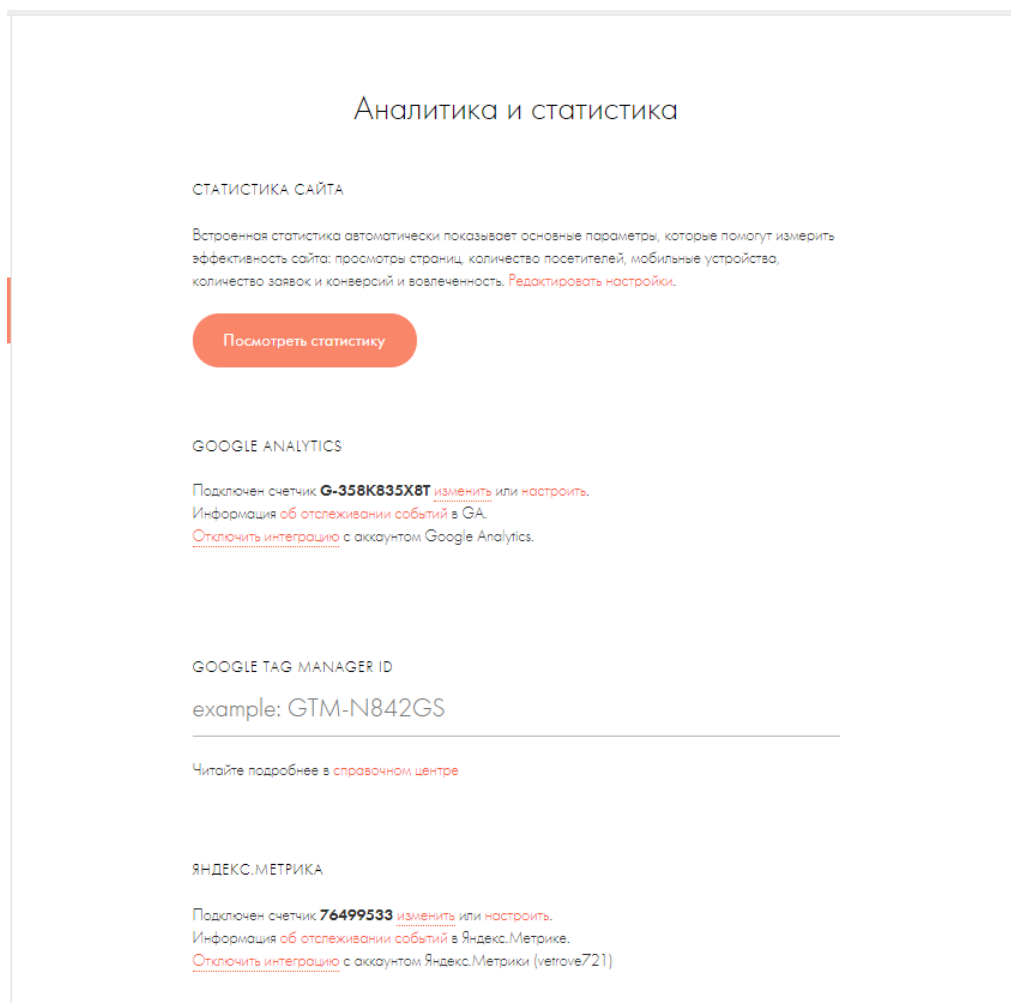 Аналитика и статистика
СТАТИСТИКА САЙТА
Встроенная статистика автоматически показывает основные параметры, которые помогут измерить
эффективность сайта: просмотры страниц, количество посетителей, мобильные устройства,
количество заявок и конверсий и вовлеченность. Редактировать настройки.
Посмотреть статистику
GOOGLE ANALYTICS
Подключен счетчик G-358K835X8T изменить или настроить.
Информация об отслеживании событий в GA.
Отключить интеграцию с аккаунтом Google Analytics.
GOOGLE TAG MANAGER ID
example: GTM-N842GS
Читайте подробнее в справочном центре
ЯНДЕКС.МЕТРИКА
Подключен счетчик 76499533 изменить или настроить.
Информация об отслеживании событий в Яндекс.Метрике.
Отключить интеграцию с аккаунтом Яндекс.Метрики (vetrove721)